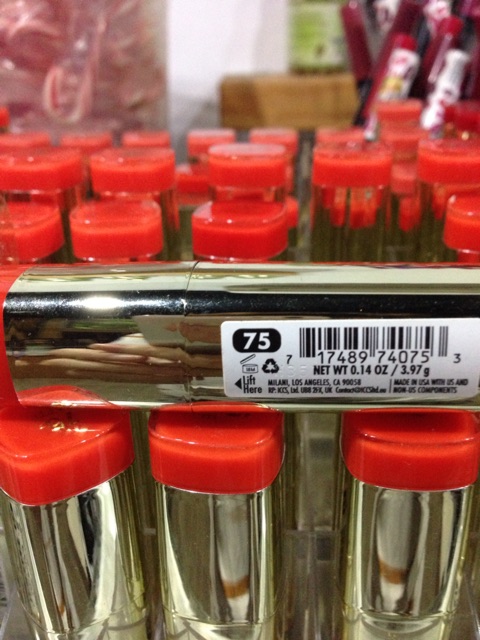 75
7 17489 74075 3
NET WT 0.14 OZ / 3.97g
Lift
Here
MILANI, LOS ANGELES, CA 90058
MADE IN USA WITH US AND
NON-US COMPONENTS